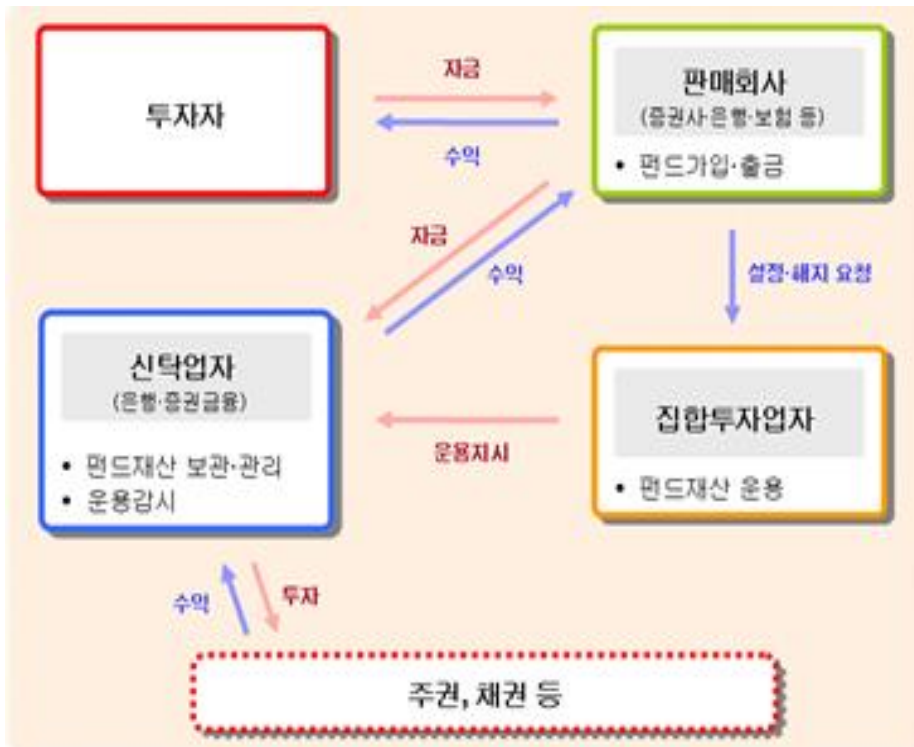 투자자
자금
수익
판매회사
(증권사·은행·보험 등)
• 펀드가입·출금
자금
수익
설정·해지 요청
신탁업자
(은행·증권금융)
• 펀드재산 보관·관리
• 운용감시
운용지시
집합투자업자
• 펀드재산 운용
수익
투자
주권, 채권 등